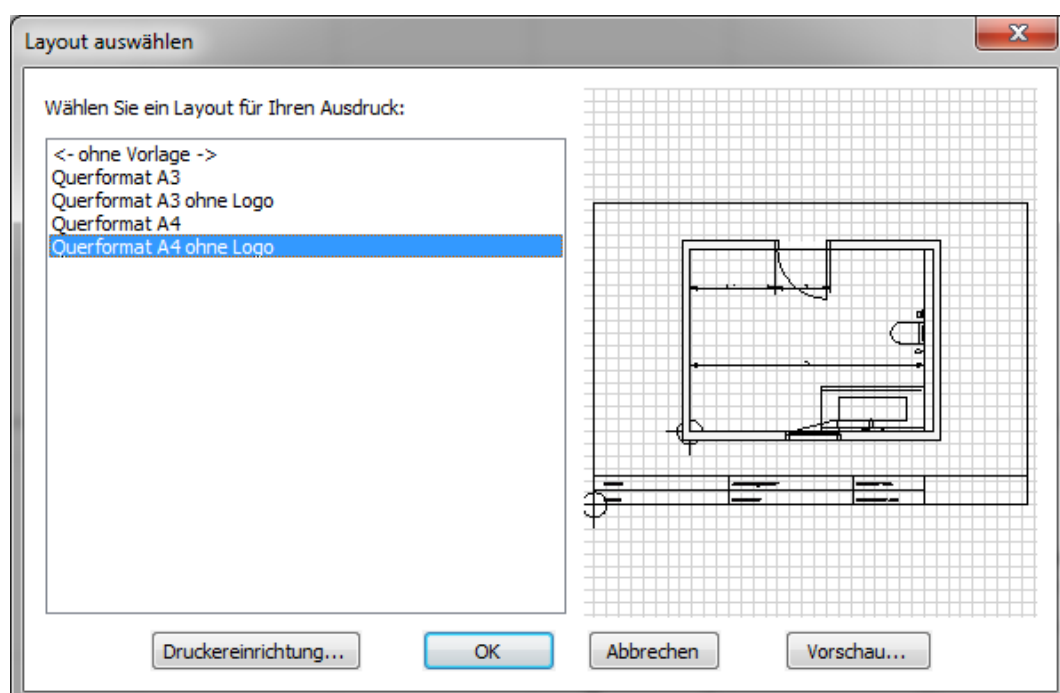 Layout auswählen
Wählen Sie ein Layout für Ihren Ausdruck:
<- ohne Vorlage ->
Querformat A3
Querformat A3 ohne Logo
Querformat A4
Querformat A4 ohne Logo
Druckereinrichtung...
OK
Abbrechen
Vorschau...